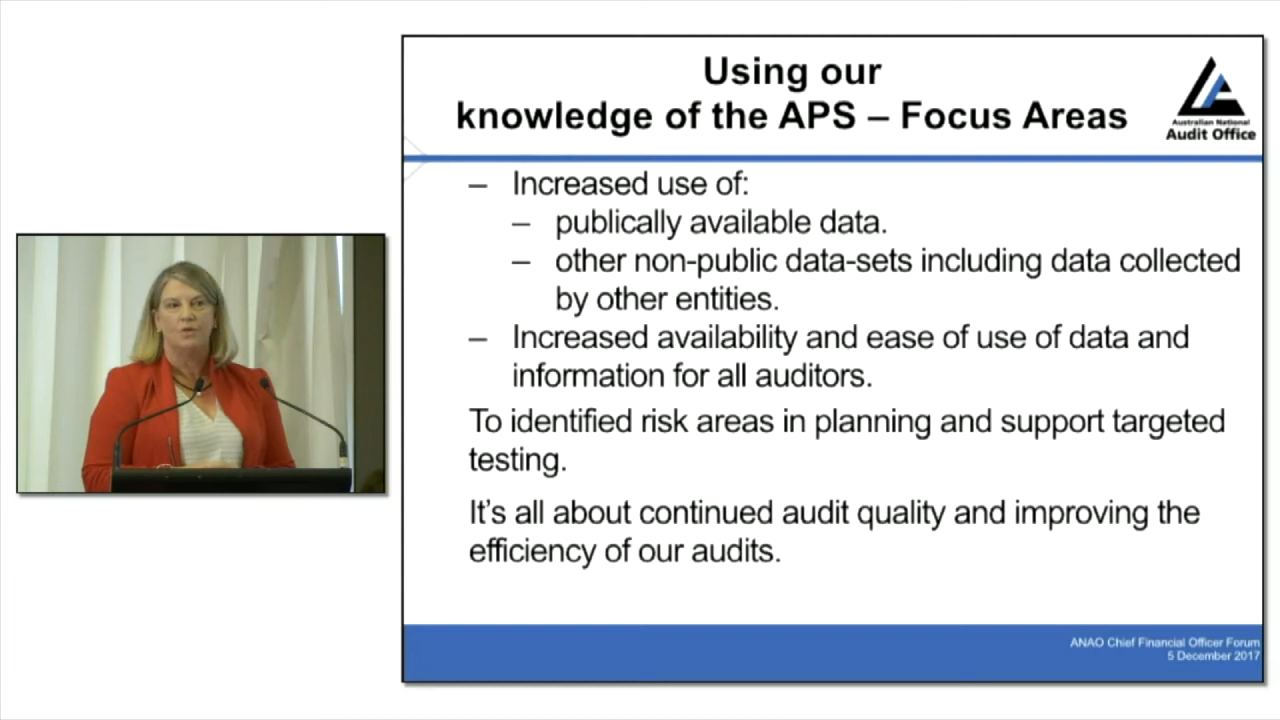 Using our
knowledge of the APS – Focus Areas
Australian National
Audit Office
– Increased use of:
– publically available data.
– other non-public data-sets including data collected
by other entities.
– Increased availability and ease of use of data and
information for all auditors.
To identified risk areas in planning and support targeted
testing.
It's all about continued audit quality and improving the
efficiency of our audits.
ANAO Chief Financial Officer Forum
5 December 2017